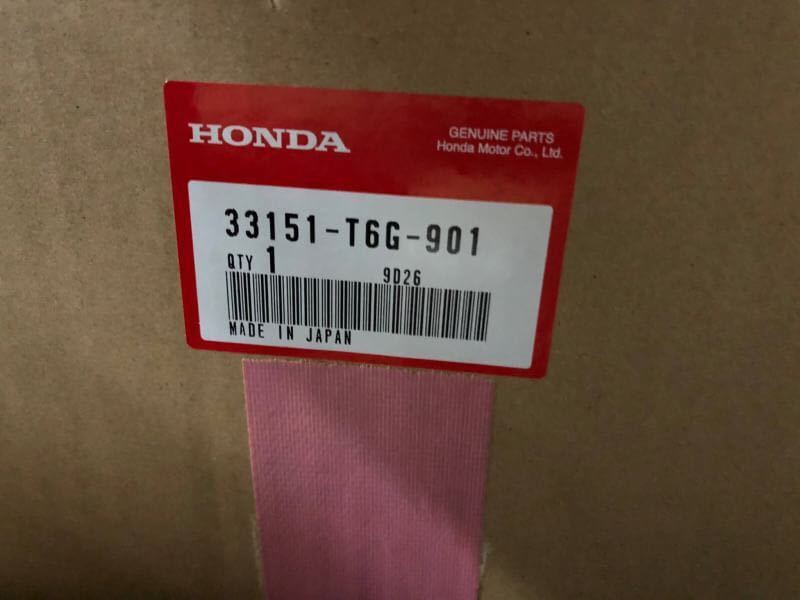 HONDA
GENUINE PARTS
Honda Motor Co., Ltd.
33151-T6G-901
QTY 1
9D26
MADE IN JAPAN